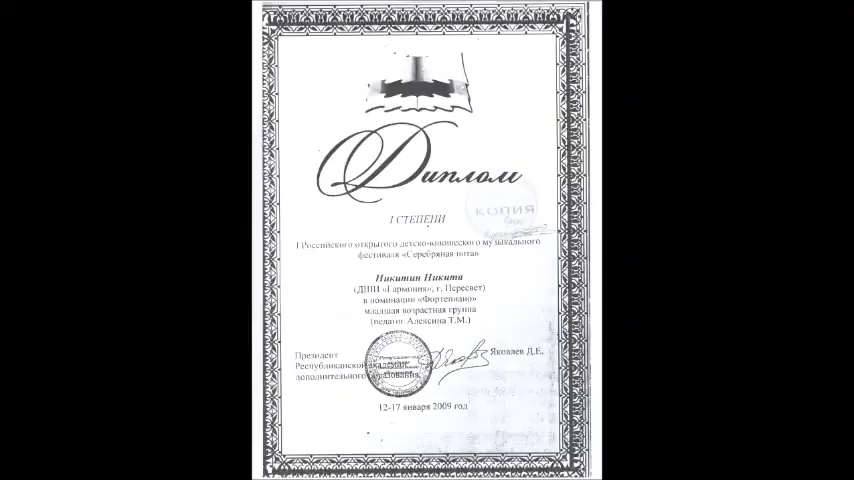 Диплом
КОПИЯ
I СТЕПЕНИ
I Российского открытого детско-юношеского музыкального
фестиваля «Серебряная нота»
Никитин Никита
(ДШИ «Гармония», г. Пересвет)
в номинации «Фортепиано»
младшая возрастная группа
(педагог Алексина Т.М.)
Президент
Республиканской академии
дополнительного образования
Яковлев Д.Е.
12-17 января 2009 год